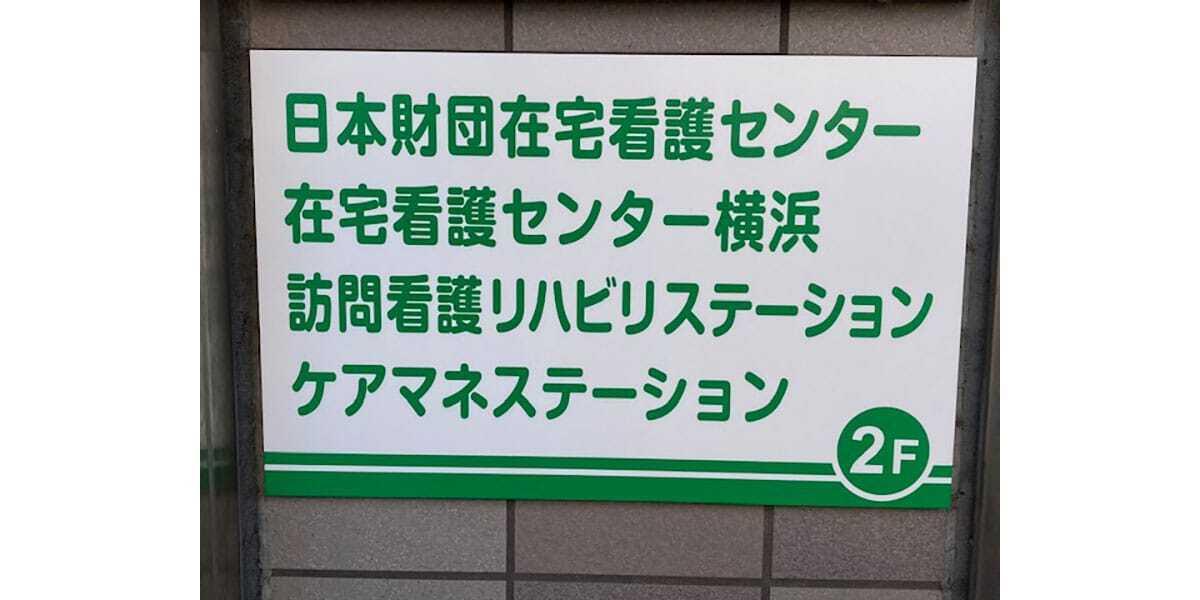 日本財団在宅看護センター
在宅看護センター横浜
訪問看護リハビリステーション
ケアマネステーション
2F